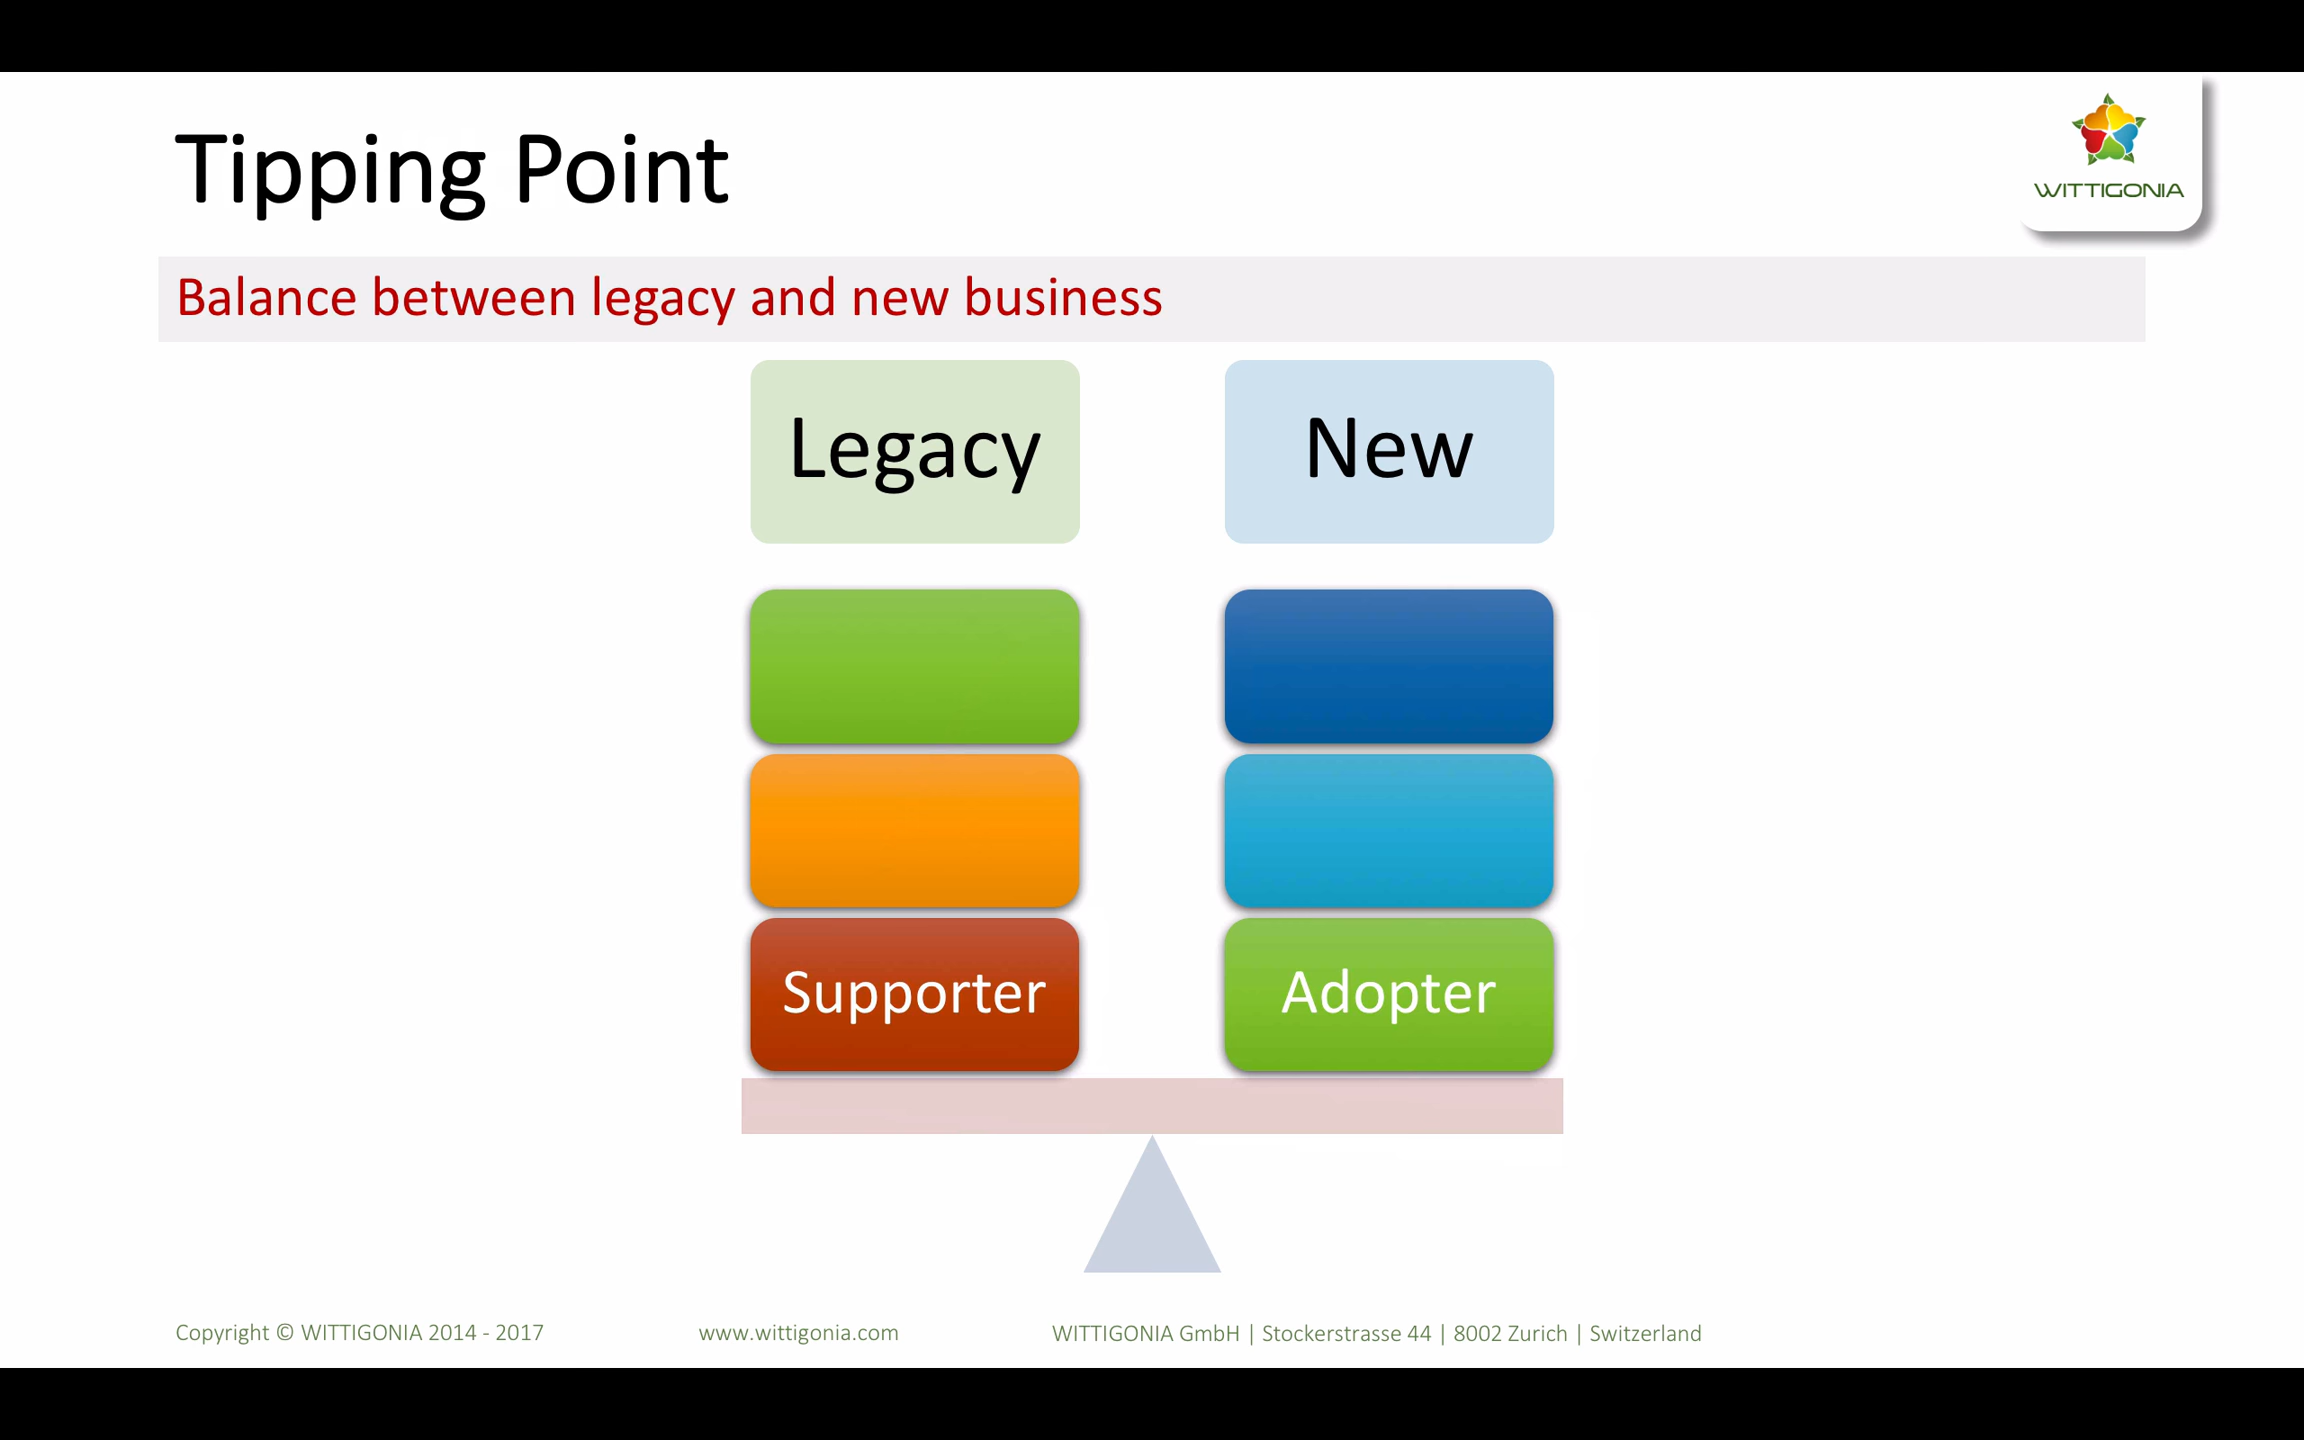 Tipping Point
WITTIGONIA
Balance between legacy and new business
Legacy
New
Supporter
Adopter
Copyright © WITTIGONIA 2014 - 2017
www.wittigonia.com
WITTIGONIA GmbH | Stockerstrasse 44 | 8002 Zurich | Switzerland